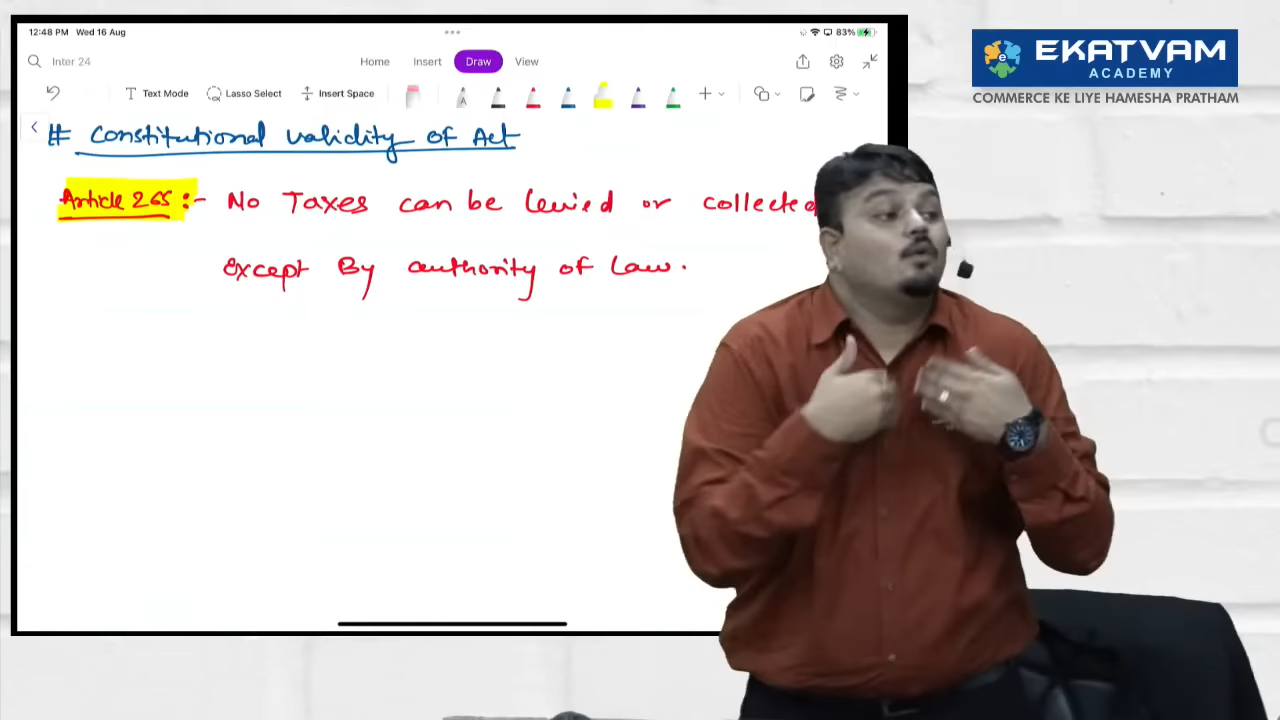 12:48 PM Wed 16 Aug
83%
EKATVAM
ACADEMY
COMMERCE KE LIYE HAMESHA PRATHAM
Inter 24
Home Insert Draw View
Text Mode Lasso Select Insert Space
# Constitutional validity of Act
Article 265 :- No Taxes can be levied or collected
Except By authority of Law.